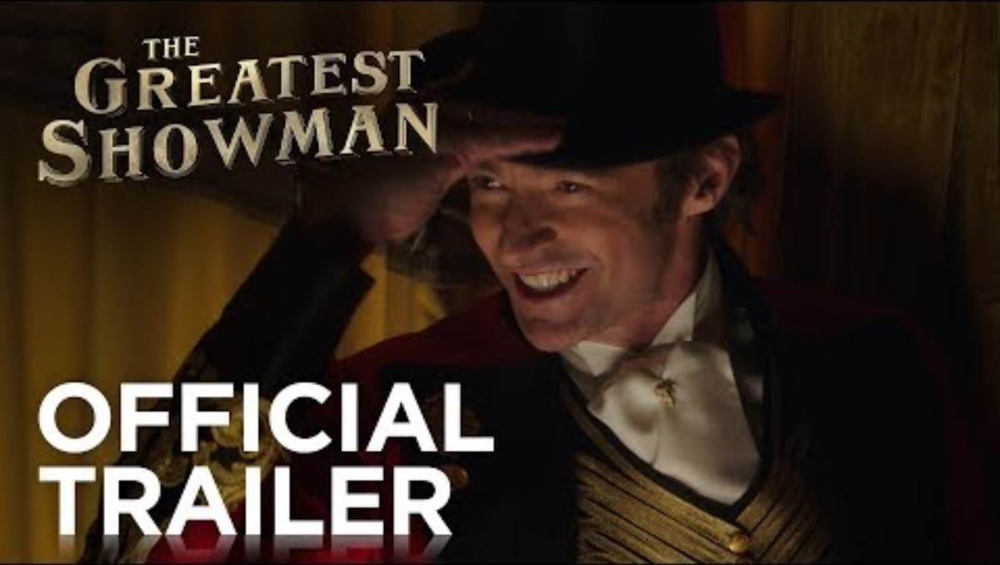 THE
GREATEST
SHOWMAN
OFFICIAL
TRAILER